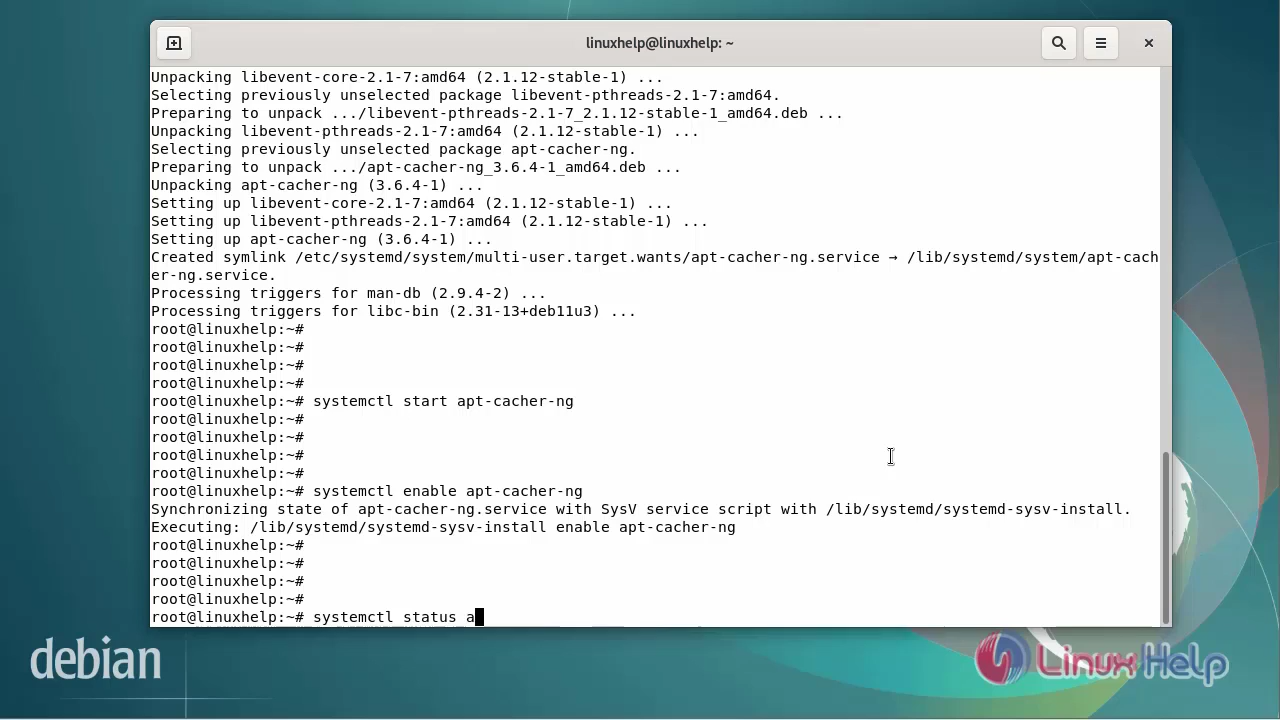 linuxhelp@linuxhelp: ~
Unpacking libevent-core-2.1-7:amd64 (2.1.12-stable-1) ...
Selecting previously unselected package libevent-pthreads-2.1-7:amd64.
Preparing to unpack .../libevent-pthreads-2.1-7_2.1.12-stable-1_amd64.deb ...
Unpacking libevent-pthreads-2.1-7:amd64 (2.1.12-stable-1) ...
Selecting previously unselected package apt-cacher-ng.
Preparing to unpack .../apt-cacher-ng_3.6.4-1_amd64.deb ...
Unpacking apt-cacher-ng (3.6.4-1) ...
Setting up libevent-core-2.1-7:amd64 (2.1.12-stable-1) ...
Setting up libevent-pthreads-2.1-7:amd64 (2.1.12-stable-1) ...
Setting up apt-cacher-ng (3.6.4-1) ...
Created symlink /etc/systemd/system/multi-user.target.wants/apt-cacher-ng.service → /lib/systemd/system/apt-cach
er-ng.service.
Processing triggers for man-db (2.9.4-2) ...
Processing triggers for libc-bin (2.31-13+deb11u3) ...
root@linuxhelp:~#
root@linuxhelp:~#
root@linuxhelp:~#
root@linuxhelp:~#
root@linuxhelp:~# systemctl start apt-cacher-ng
root@linuxhelp:~#
root@linuxhelp:~#
root@linuxhelp:~#
root@linuxhelp:~#
root@linuxhelp:~# systemctl enable apt-cacher-ng
Synchronizing state of apt-cacher-ng.service with SysV service script with /lib/systemd/systemd-sysv-install.
Executing: /lib/systemd/systemd-sysv-install enable apt-cacher-ng
root@linuxhelp:~#
root@linuxhelp:~#
root@linuxhelp:~#
root@linuxhelp:~#
root@linuxhelp:~# systemctl status a
debian
Linux Help